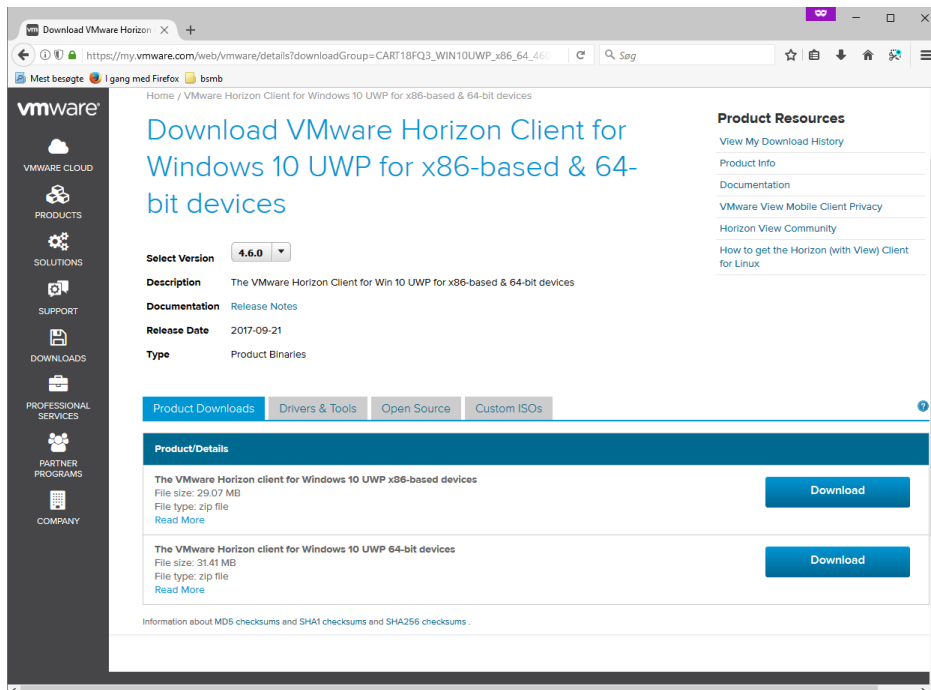 Download VMware Horizon
https://my.vmware.com/web/vmware/details?downloadGroup=CART18FQ3_WIN10UWP_x86_64_460
Søg
Mest besøgte
I gang med Firefox
bsmb
vmware
VMWARE CLOUD
PRODUCTS
SOLUTIONS
SUPPORT
DOWNLOADS
PROFESSIONAL
SERVICES
PARTNER
PROGRAMS
COMPANY
Home / VMware Horizon Client for Windows 10 UWP for x86-based & 64-bit devices
Download VMware Horizon Client for
Windows 10 UWP for x86-based & 64-
bit devices
Select Version 4.6.0
Description The VMware Horizon Client for Win 10 UWP for x86-based & 64-bit devices
Documentation Release Notes
Release Date 2017-09-21
Type Product Binaries
Product Resources
View My Download History
Product Info
Documentation
VMware View Mobile Client Privacy
Horizon View Community
How to get the Horizon (with View) Client
for Linux
Product Downloads
Drivers & Tools
Open Source
Custom ISOs
?
Product/Details
The VMware Horizon client for Windows 10 UWP x86-based devices
File size: 29.07 MB
File type: zip file
Read More
Download
The VMware Horizon client for Windows 10 UWP 64-bit devices
File size: 31.41 MB
File type: zip file
Read More
Download
Information about MD5 checksums and SHA1 checksums and SHA256 checksums .